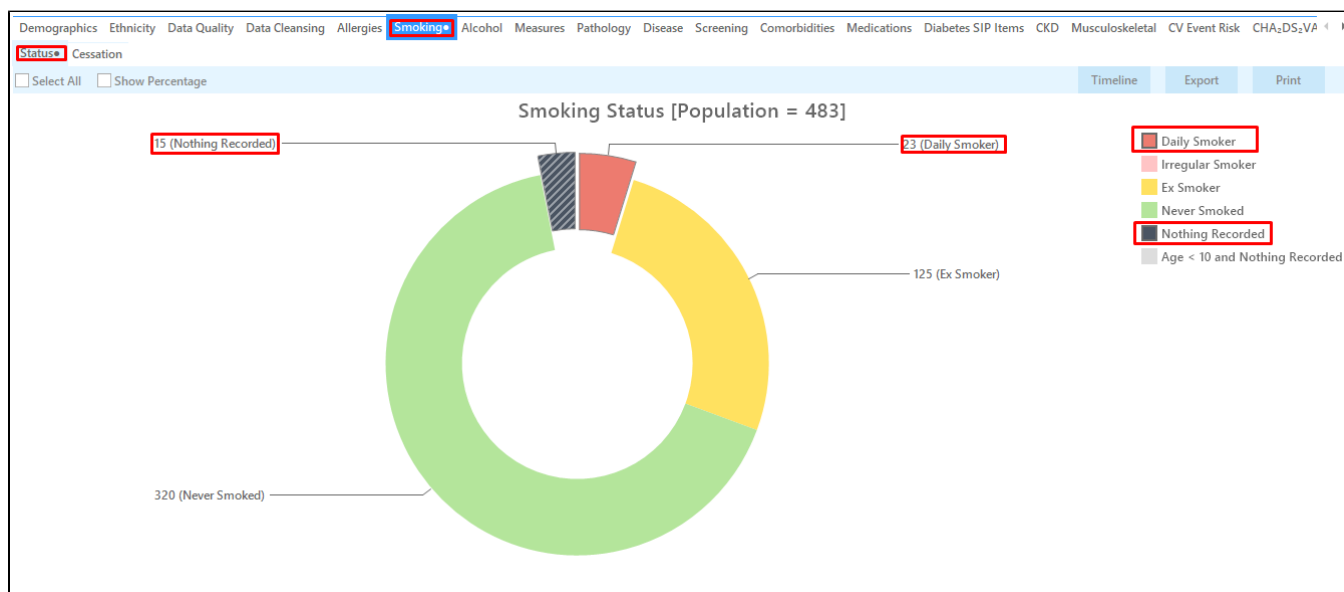 Demographics Ethnicity Data Quality Data Cleansing Allergies Smoking● Alcohol Measures Pathology Disease Screening Comorbidities Medications Diabetes SIP Items CKD Musculoskeletal CV Event Risk CHA₂DS₂VA
Status● Cessation
Select All Show Percentage Timeline Export Print
Smoking Status [Population = 483]
15 (Nothing Recorded) 23 (Daily Smoker) Daily Smoker
Irregular Smoker
Ex Smoker
Never Smoked
Nothing Recorded
Age < 10 and Nothing Recorded
125 (Ex Smoker)
320 (Never Smoked)